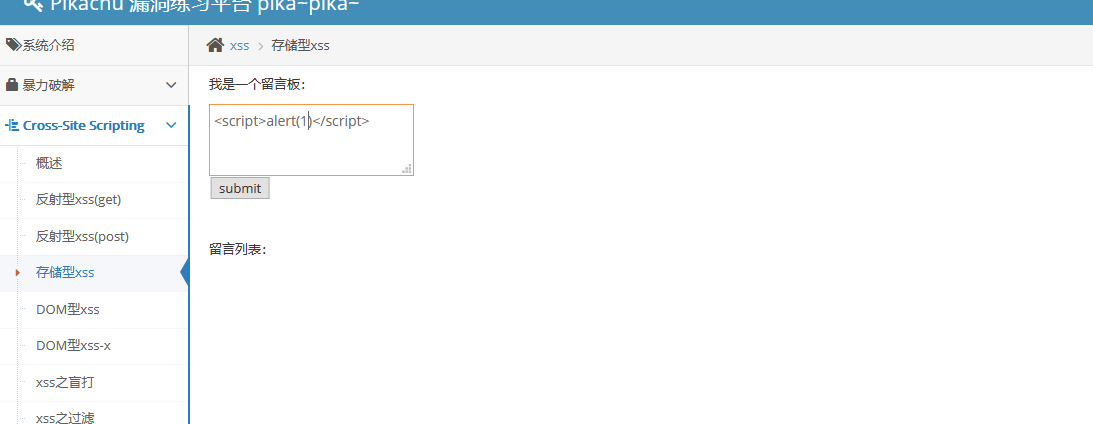 Pikachu 漏洞练习平台 pika~pika~
系统介绍
xss > 存储型xss
暴力破解
我是一个留言板：
Cross-Site Scripting
<script>alert(1)</script>
概述
submit
反射型xss(get)
反射型xss(post)
留言列表：
存储型xss
DOM型xss
DOM型xss-x
xss之盲打
xss之过滤